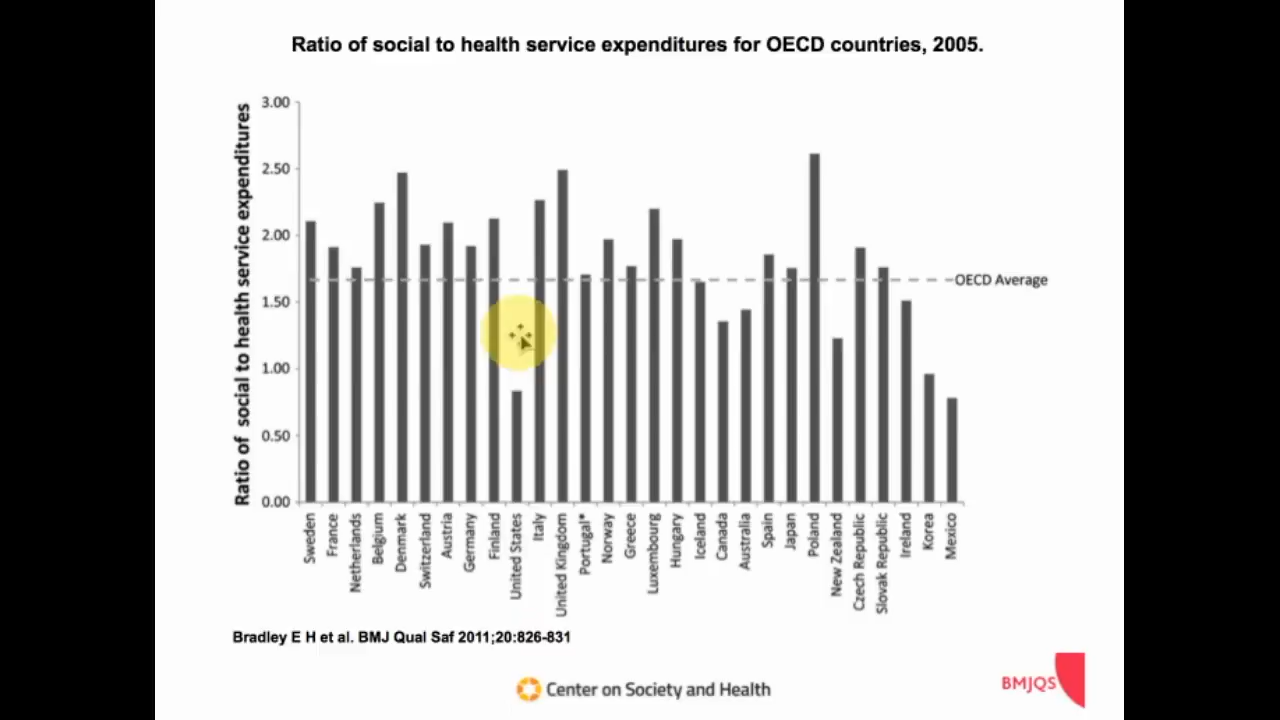 Ratio of social to health service expenditures for OECD countries, 2005.
Ratio of social to health service expenditures
3.00
2.50
2.00
1.50
1.00
0.50
0.00
OECD Average
Sweden
France
Netherlands
Belgium
Denmark
Switzerland
Austria
Germany
Finland
United States
Italy
United Kingdom
Portugal*
Norway
Greece
Luxembourg
Hungary
Iceland
Canada
Australia
Spain
Japan
Poland
New Zealand
Czech Republic
Slovak Republic
Ireland
Korea
Mexico
Bradley E H et al. BMJ Qual Saf 2011;20:826-831
Center on Society and Health
BMJQS